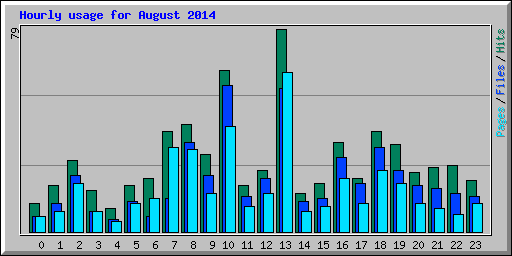 Hourly usage for August 2014
79
Pages/Files/Hits
0 1 2 3 4 5 6 7 8 9 10 11 12 13 14 15 16 17 18 19 20 21 22 23